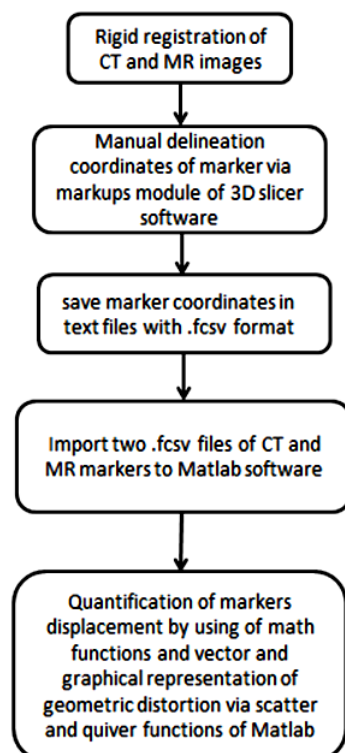 Rigid registration of
CT and MR images
Manual delineation
coordinates of marker via
markups module of 3D slicer
software
save marker coordinates in
text files with .fcsv format
Import two .fcsv files of CT and
MR markers to Matlab software
Quantification of markers
displacement by using of math
functions and vector and
graphical representation of
geometric distortion via scatter
and quiver functions of Matlab